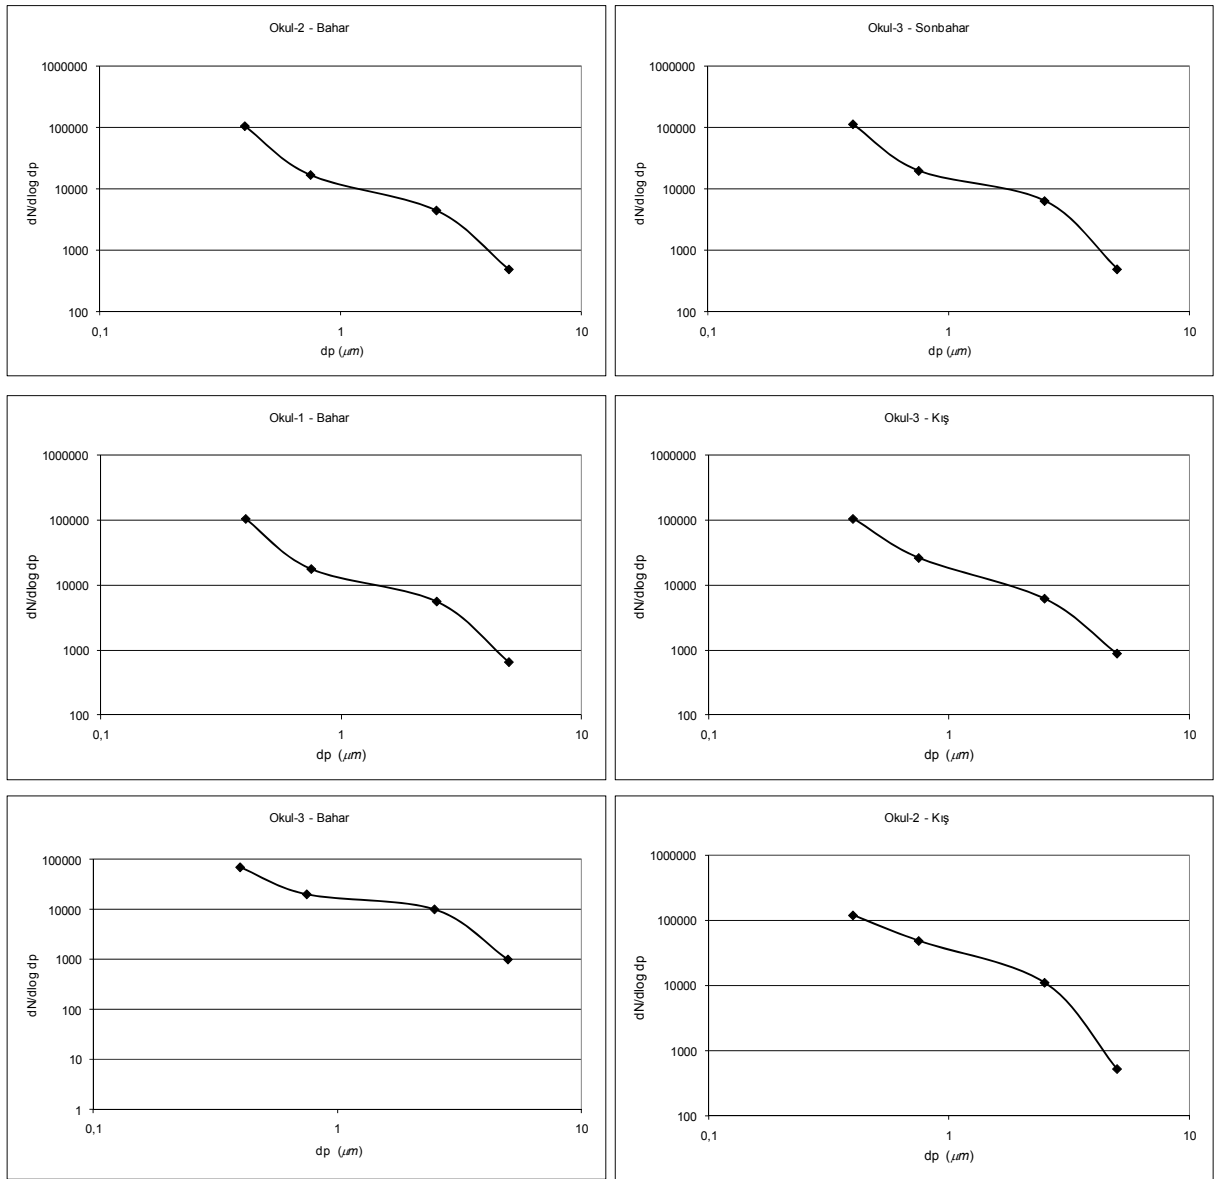 Okul-2 - Bahar
1000000
100000
10000
1000
100
0,1
1
10
dN/dlog dp
dp (μm)
Okul-3 - Sonbahar
1000000
100000
10000
1000
100
0,1
1
10
dN/dlog dp
dp (μm)
Okul-1 - Bahar
1000000
100000
10000
1000
100
0,1
1
10
dN/dlog dp
dp (μm)
Okul-3 - Kış
1000000
100000
10000
1000
100
0,1
1
10
dN/dlog dp
dp (μm)
Okul-3 - Bahar
100000
10000
1000
100
10
1
0,1
1
10
dN/dlog dp
dp (μm)
Okul-2 - Kış
1000000
100000
10000
1000
100
0,1
1
10
dN/dlog dp
dp (μm)